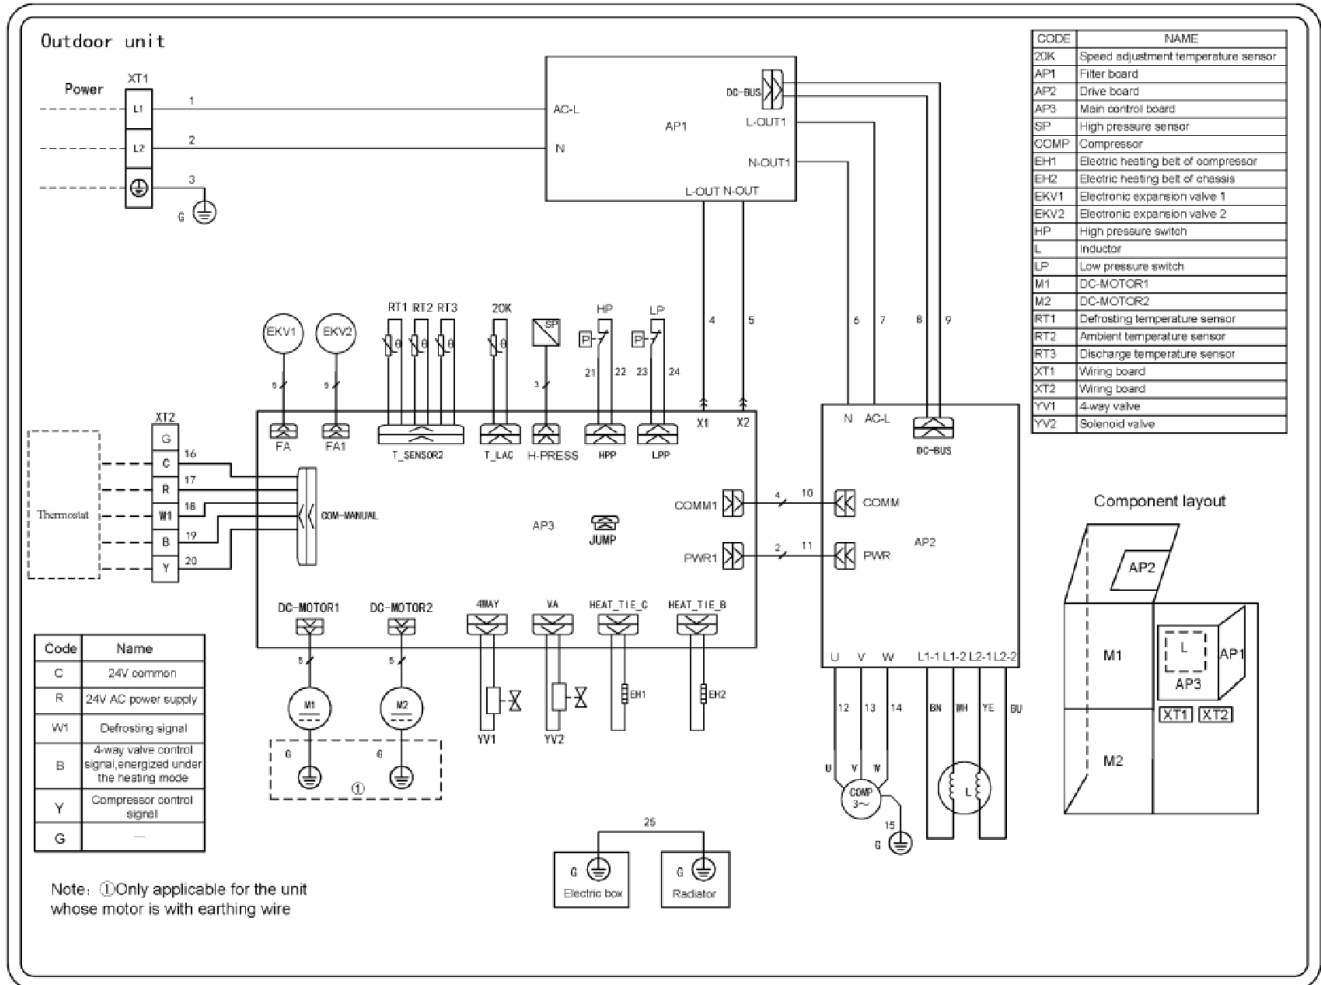 Outdoor unit
Power
XT1
L1
L2
1
2
3
G
AC-L
N
AP1
DC-BUS
L-OUT1
N-OUT1
L-OUT N-OUT
CODE NAME
20K Speed adjustment temperature sensor
AP1 Filter board
AP2 Drive board
AP3 Main control board
SP High pressure sensor
COMP Compressor
EH1 Electric heating belt of compressor
EH2 Electric heating belt of chassis
EKV1 Electronic expansion valve 1
EKV2 Electronic expansion valve 2
HP High pressure switch
L Inductor
LP Low pressure switch
M1 DC-MOTOR1
M2 DC-MOTOR2
RT1 Defrosting temperature sensor
RT2 Ambient temperature sensor
RT3 Discharge temperature sensor
XT1 Wiring board
XT2 Wiring board
YV1 4-way valve
YV2 Solenoid valve
EKV1
EKV2
RT1 RT2 RT3
θ θ θ
20K
θ
SP
HP
P
LP
P
4
5
6
7
8
9
5
5
3
21
22
23
24
FA
FA1
T_SENSOR2
T_LAC
H-PRESS
HPP
LPP
X1
X2
N AC-L
DC-BUS
XT2
G
C
R
W1
B
Y
16
17
18
19
20
Thermostat
COM-MANUAL
AP3
JUMP
COMM1
4
10
COMM
PWR1
2
11
PWR
AP2
DC-MOTOR1
DC-MOTOR2
4WAY
VA
HEAT_TIE_C
HEAT_TIE_B
5
5
M1
M2
G
G
①
YV1
YV2
EH1
EH2
U V W L1-1 L1-2 L2-1 L2-2
12
13
14
BN
WH
YE
BU
U
V
W
COMP
3~
L
15
G
25
G
Electric box
G
Radiator
Code Name
C 24V common
R 24V AC power supply
W1 Defrosting signal
B 4-way valve control
signal,energized under
the heating mode
Y Compressor control
signal
G —
Note: ①Only applicable for the unit
whose motor is with earthing wire
Component layout
AP2
M1
L
AP1
AP3
XT1 XT2
M2